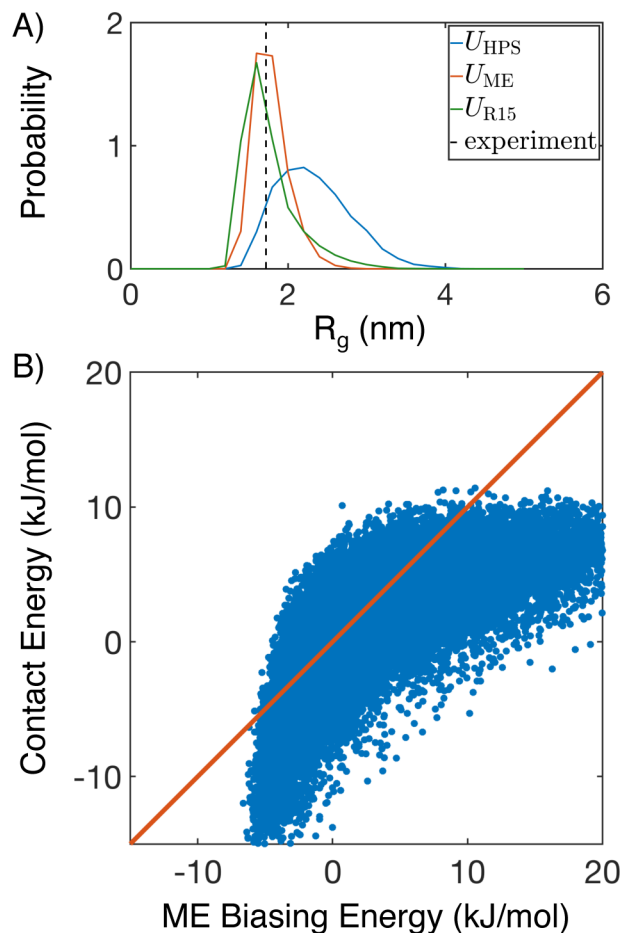 A)
2
1
0
Probability
U_HPS
U_ME
U_R15
experiment
0
2
4
6
R_g (nm)
B)
20
10
0
-10
Contact Energy (kJ/mol)
-10
0
10
20
ME Biasing Energy (kJ/mol)